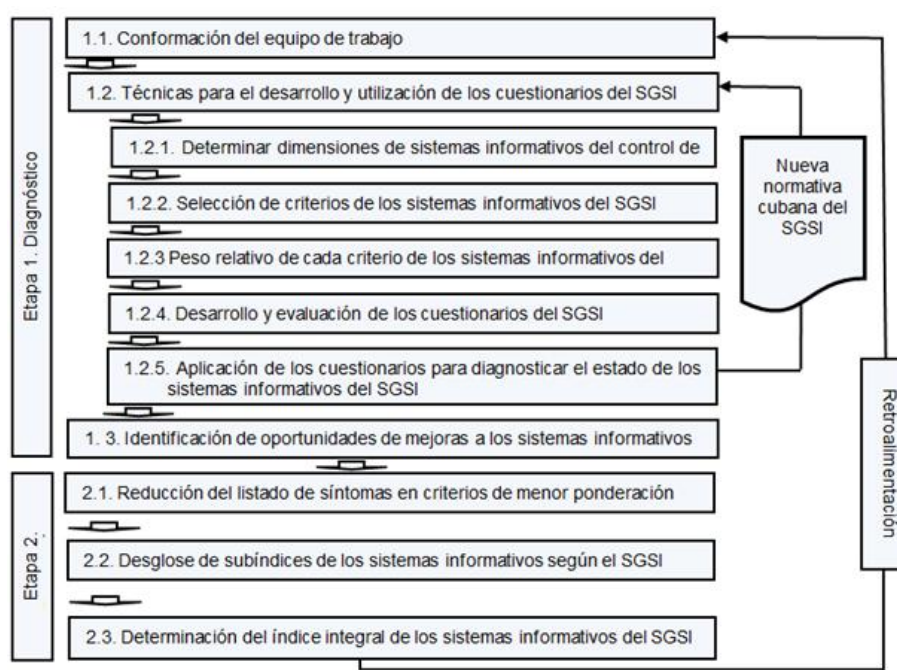 Etapa 1. Diagnóstico
1.1. Conformación del equipo de trabajo
1.2. Técnicas para el desarrollo y utilización de los cuestionarios del SGSI
1.2.1. Determinar dimensiones de sistemas informativos del control de
1.2.2. Selección de criterios de los sistemas informativos del SGSI
1.2.3 Peso relativo de cada criterio de los sistemas informativos del
1.2.4. Desarrollo y evaluación de los cuestionarios del SGSI
1.2.5. Aplicación de los cuestionarios para diagnosticar el estado de los
sistemas informativos del SGSI
1. 3. Identificación de oportunidades de mejoras a los sistemas informativos
Nueva
normativa
cubana del
SGSI
Etapa 2.
2.1. Reducción del listado de síntomas en criterios de menor ponderación
2.2. Desglose de subíndices de los sistemas informativos según el SGSI
2.3. Determinación del índice integral de los sistemas informativos del SGSI
Retroalimentación